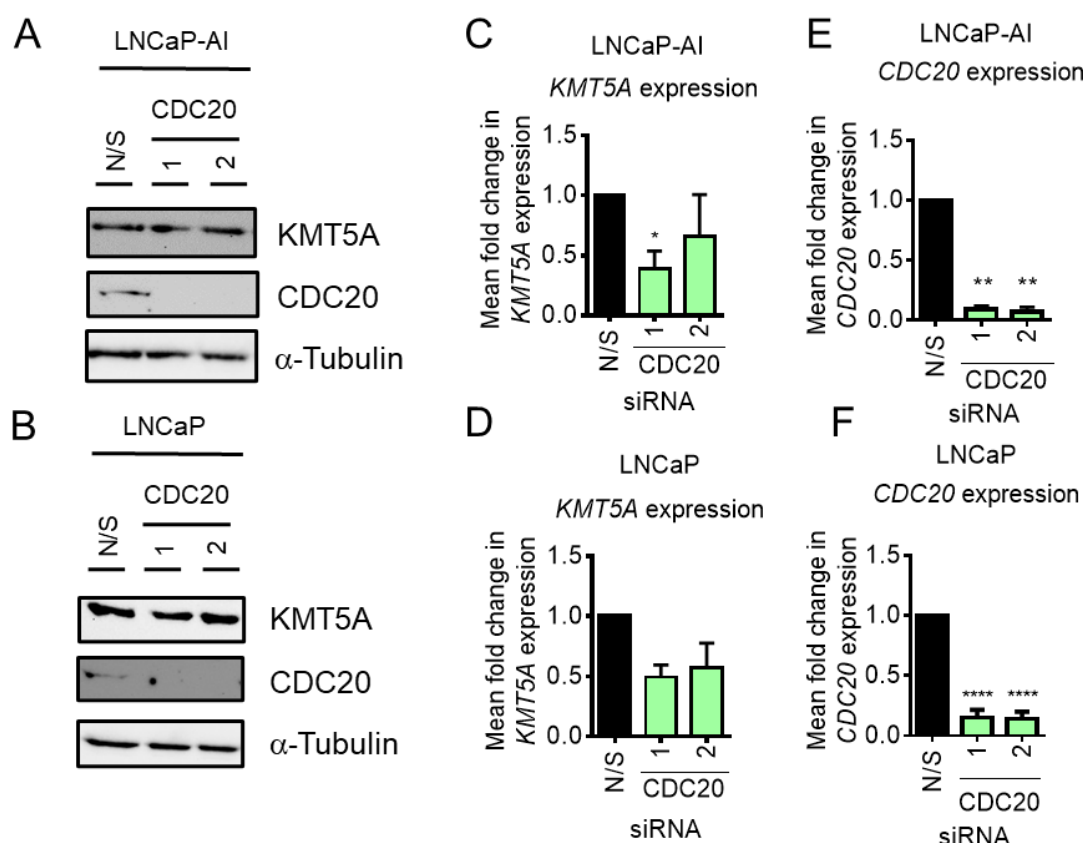 A
LNCaP-AI
CDC20
N/S
1
2
KMT5A
CDC20
α-Tubulin
B
LNCaP
CDC20
N/S
1
2
KMT5A
CDC20
α-Tubulin
C
LNCaP-AI
KMT5A expression
Mean fold change in
KMT5A expression
1.5
1.0
0.5
0.0
*
N/S
1
2
CDC20
siRNA
D
LNCaP
KMT5A expression
Mean fold change in
KMT5A expression
1.5
1.0
0.5
0.0
N/S
1
2
CDC20
siRNA
E
LNCaP-AI
CDC20 expression
Mean fold change in
CDC20 expression
1.5
1.0
0.5
0.0
** **
N/S
1
2
CDC20
siRNA
F
LNCaP
CDC20 expression
Mean fold change in
CDC20 expression
1.5
1.0
0.5
0.0
**** ****
N/S
1
2
CDC20
siRNA